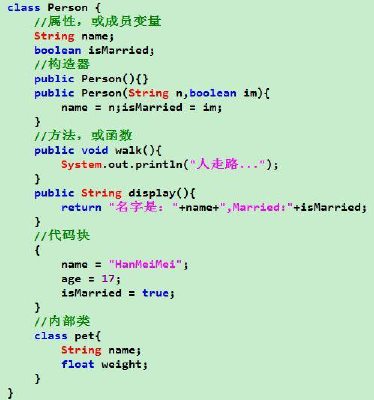 class Person {
//属性，或成员变量
String name;
boolean isMarried;
//构造器
public Person(){}
public Person(String n,boolean im){
name = n;isMarried = im;
}
//方法，或函数
public void walk(){
System.out.println("人走路...");
}
public String display(){
return "名字是："+name+",Married:"+isMarried;
}
//代码块
{
name = "HanMeiMei";
age = 17;
isMarried = true;
}
//内部类
class pet{
String name;
float weight;
}
}